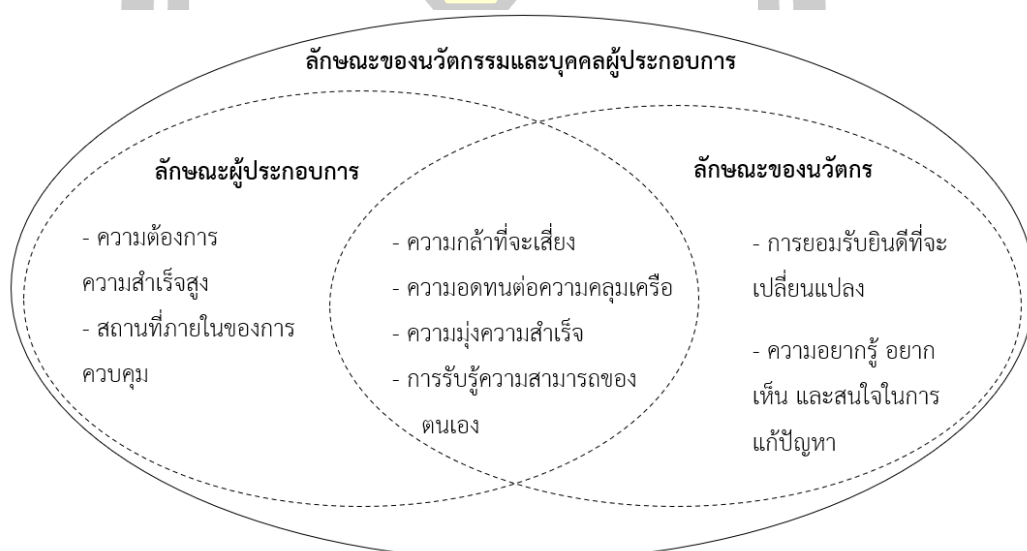 ลักษณะของนวัตกรรมและบุคคลผู้ประกอบการ
ลักษณะผู้ประกอบการ
- ความต้องการ
ความสำเร็จสูง
- สถานที่ภายในของการ
ควบคุม
- ความกล้าที่จะเสี่ยง
- ความอดทนต่อความคลุมเครือ
- ความมุ่งความสำเร็จ
- การรับรู้ความสามารถของ
ตนเอง
ลักษณะของนวัตกร
- การยอมรับยินดีที่จะ
เปลี่ยนแปลง
- ความอยากรู้ อยาก
เห็น และสนใจในการ
แก้ปัญหา